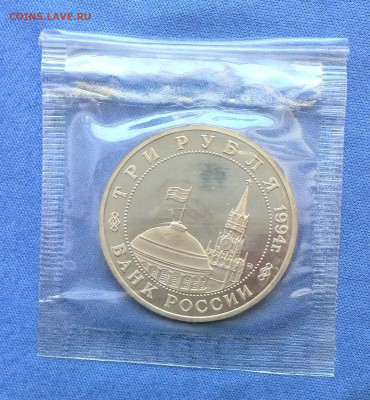 COINS.LAVE.RU
ТРИ РУБЛЯ
1994г.
БАНК РОССИИ